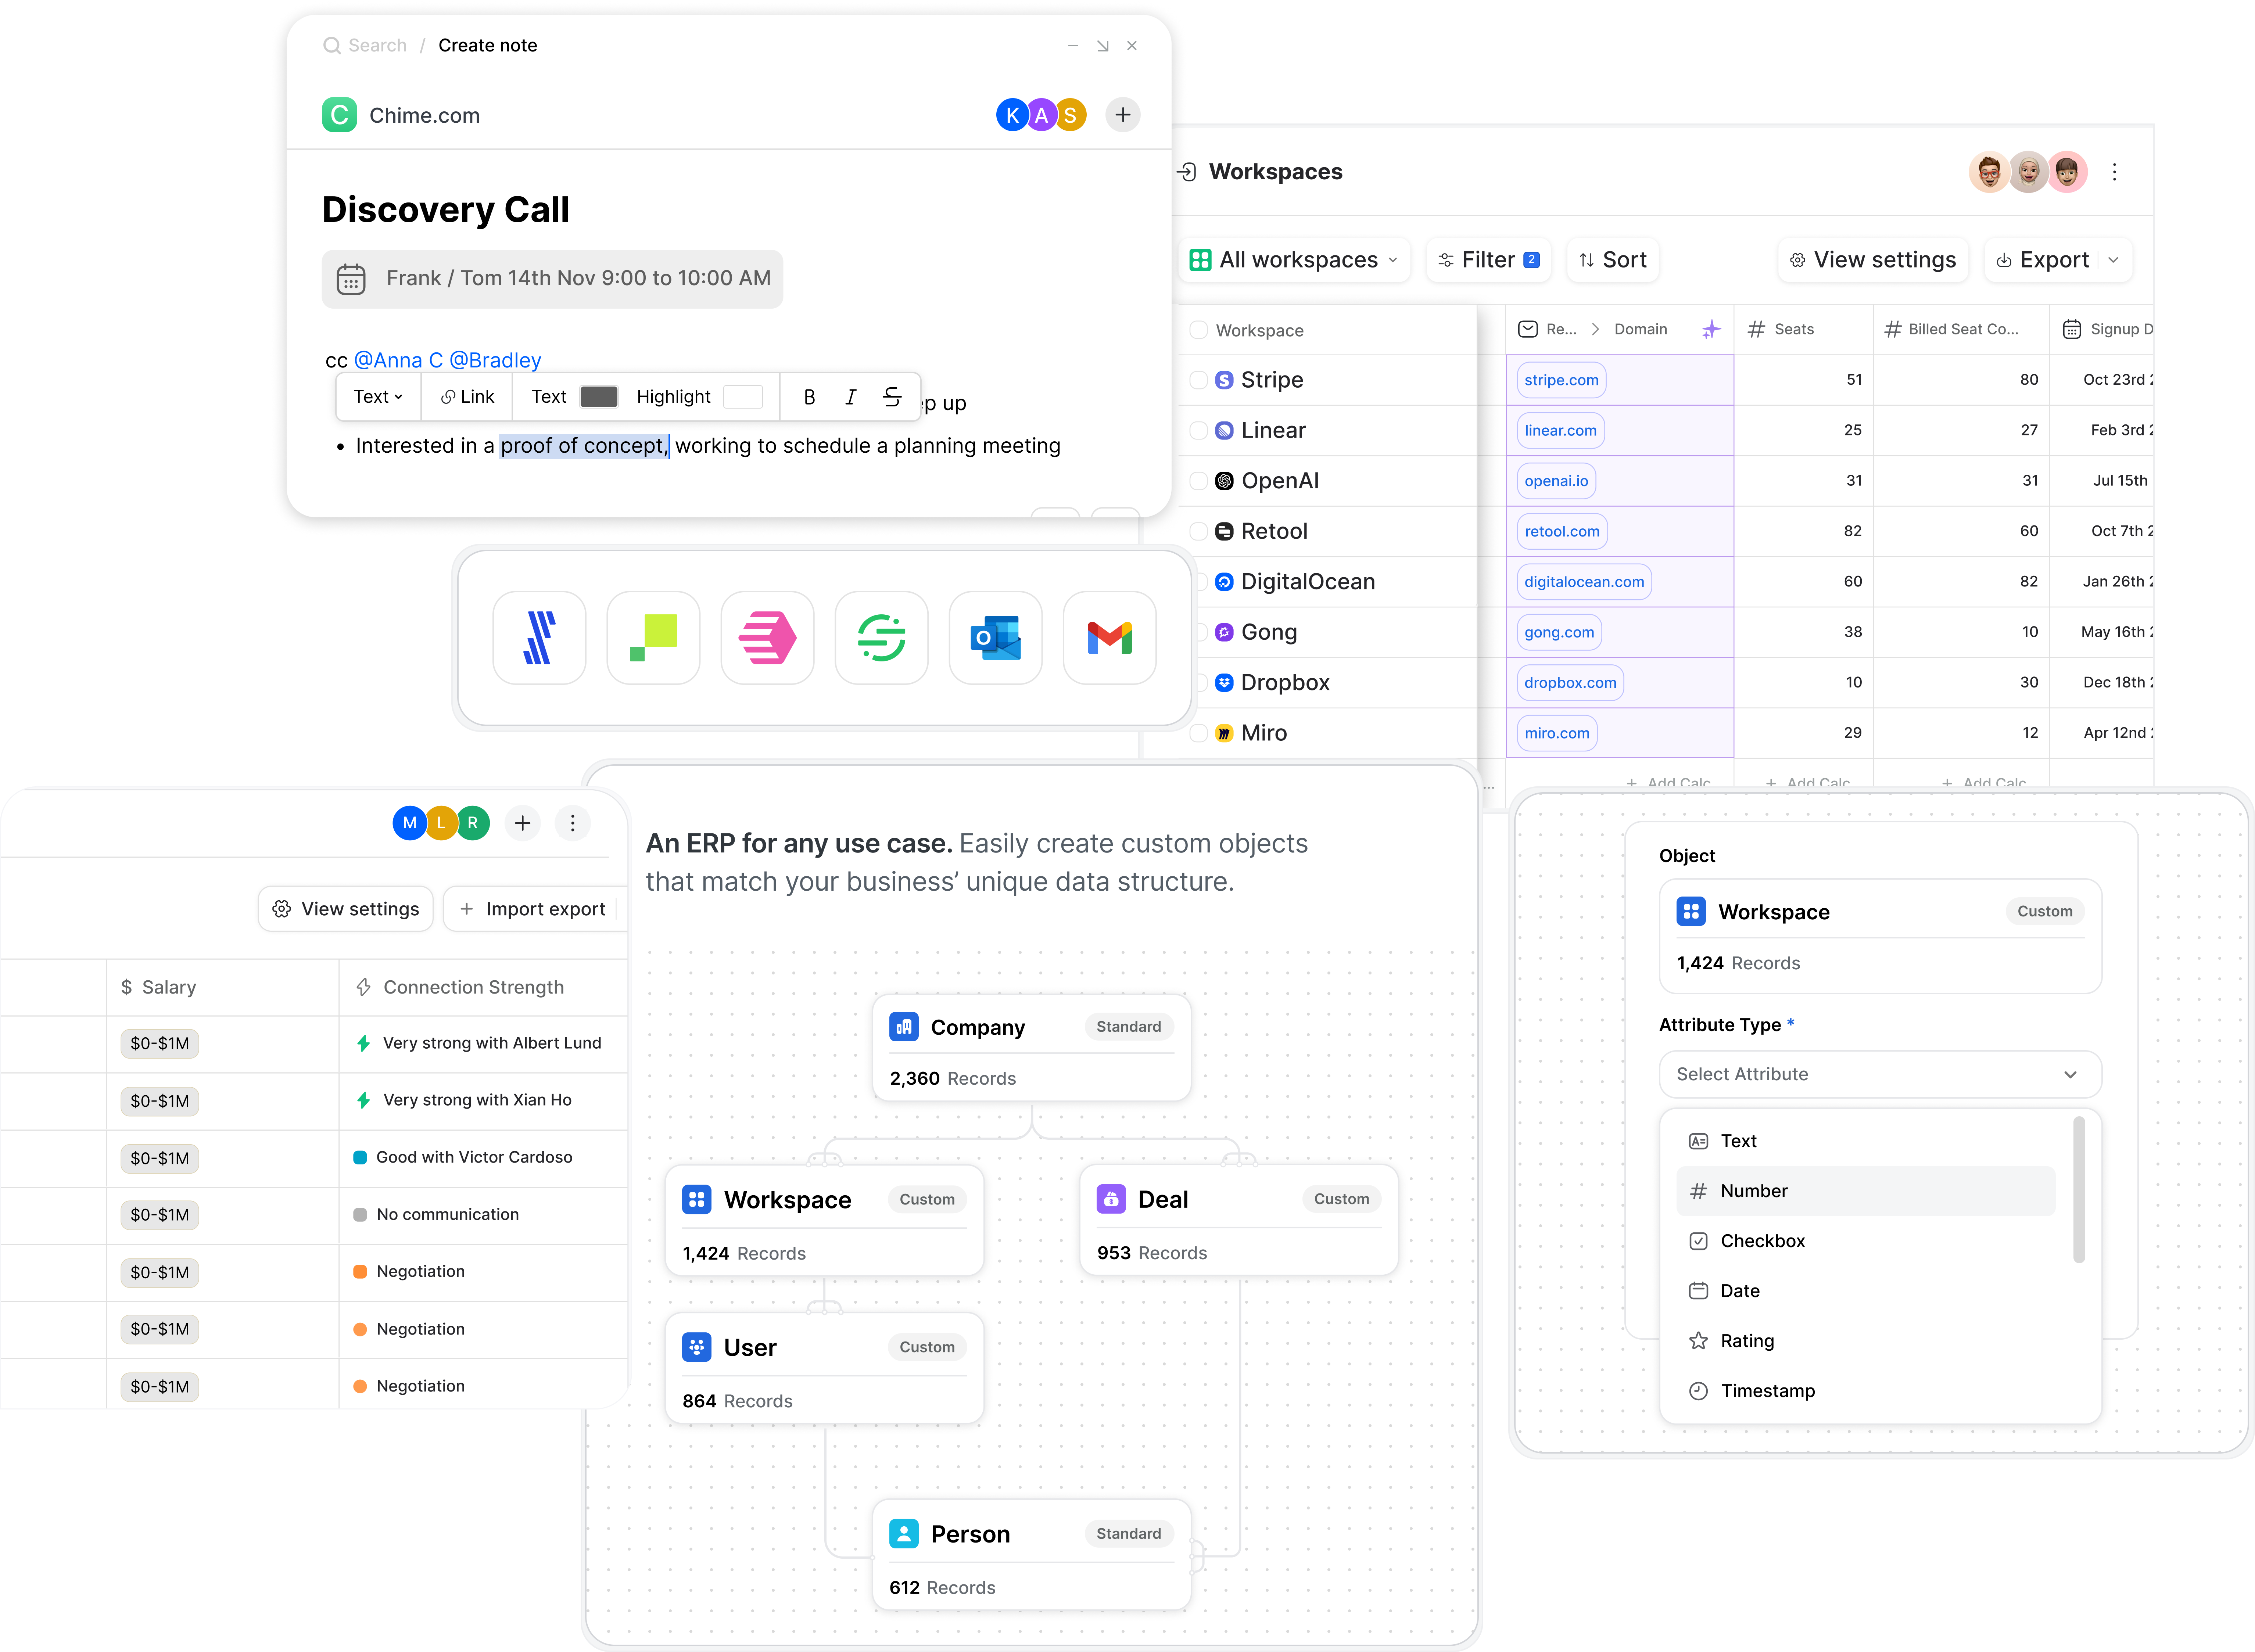 Search / Create note
C Chime.com
K A S
Discovery Call
Frank / Tom 14th Nov 9:00 to 10:00 AM
cc @Anna C @Bradley
Text Link Text Highlight B I S
up
• Interested in a proof of concept, working to schedule a planning meeting
Workspaces
All workspaces Filter 2 Sort View settings Export
Workspace Re... > Domain # Seats # Billed Seat Co... Signup D
Stripe stripe.com 51 80 Oct 23rd
Linear linear.com 25 27 Feb 3rd
OpenAI openai.io 31 31 Jul 15th
Retool retool.com 82 60 Oct 7th
DigitalOcean digitalocean.com 60 82 Jan 26th
Gong gong.com 38 10 May 16th
Dropbox dropbox.com 10 30 Dec 18th
Miro miro.com 29 12 Apr 12nd
+ Add Calc + Add Calc + Add Calc
M L R
View settings + Import export
$ Salary Connection Strength
$0-$1M Very strong with Albert Lund
$0-$1M Very strong with Xian Ho
$0-$1M Good with Victor Cardoso
$0-$1M No communication
$0-$1M Negotiation
$0-$1M Negotiation
$0-$1M Negotiation
An ERP for any use case. Easily create custom objects
that match your business’ unique data structure.
Company Standard
2,360 Records
Workspace Custom
1,424 Records
Deal Custom
953 Records
User Custom
864 Records
Person Standard
612 Records
Object
Workspace Custom
1,424 Records
Attribute Type *
Select Attribute
Text
# Number
Checkbox
Date
Rating
Timestamp